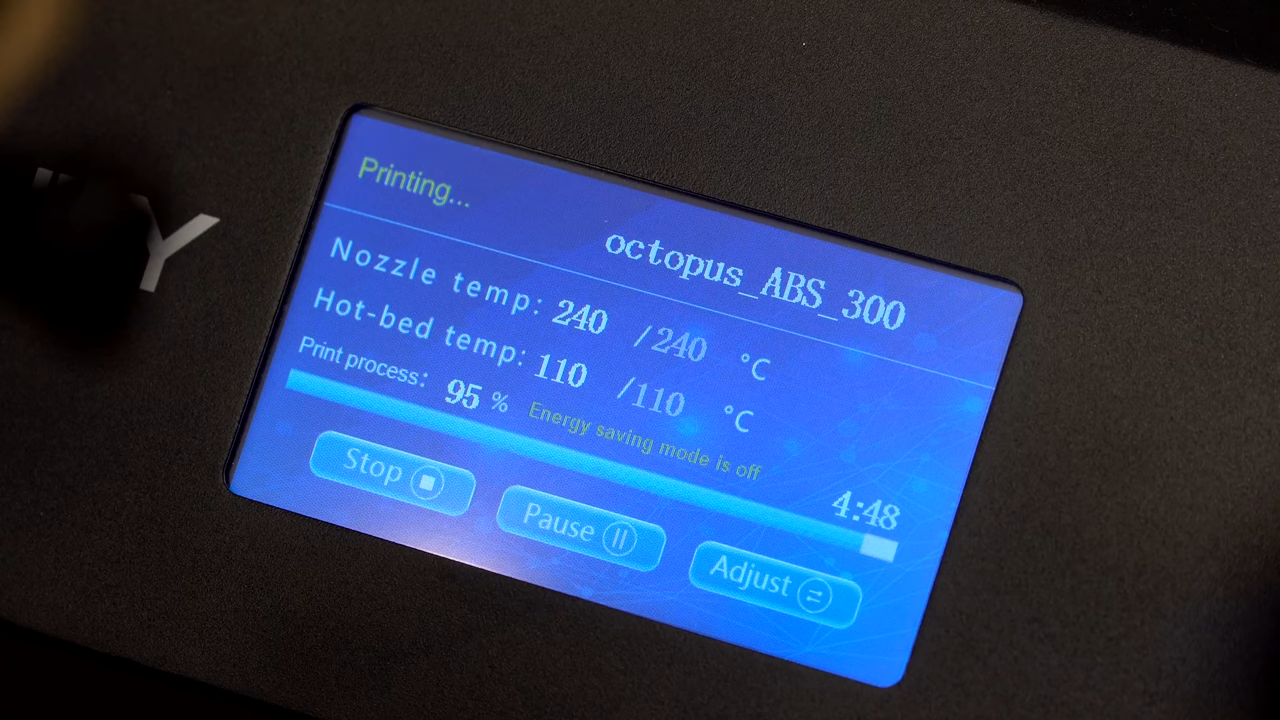 Printing...
octopus_ABS_300
Nozzle temp: 240 /240 °C
Hot-bed temp: 110 /110 °C
Print process: 95 % Energy saving mode is off
4:48
Stop
Pause
Adjust